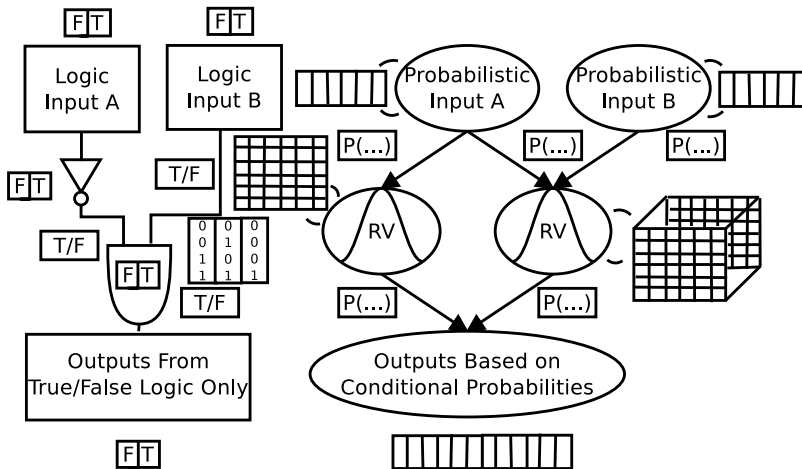 F T
F T
Logic
Input A
Logic
Input B
Probabilistic
Input A
Probabilistic
Input B
P(...)
P(...)
P(...)
F T
T/F
T/F
0 0 0
0 1 0
1 0 0
1 1 1
RV
RV
F T
T/F
P(...)
P(...)
Outputs From
True/False Logic Only
Outputs Based on
Conditional Probabilities
F T